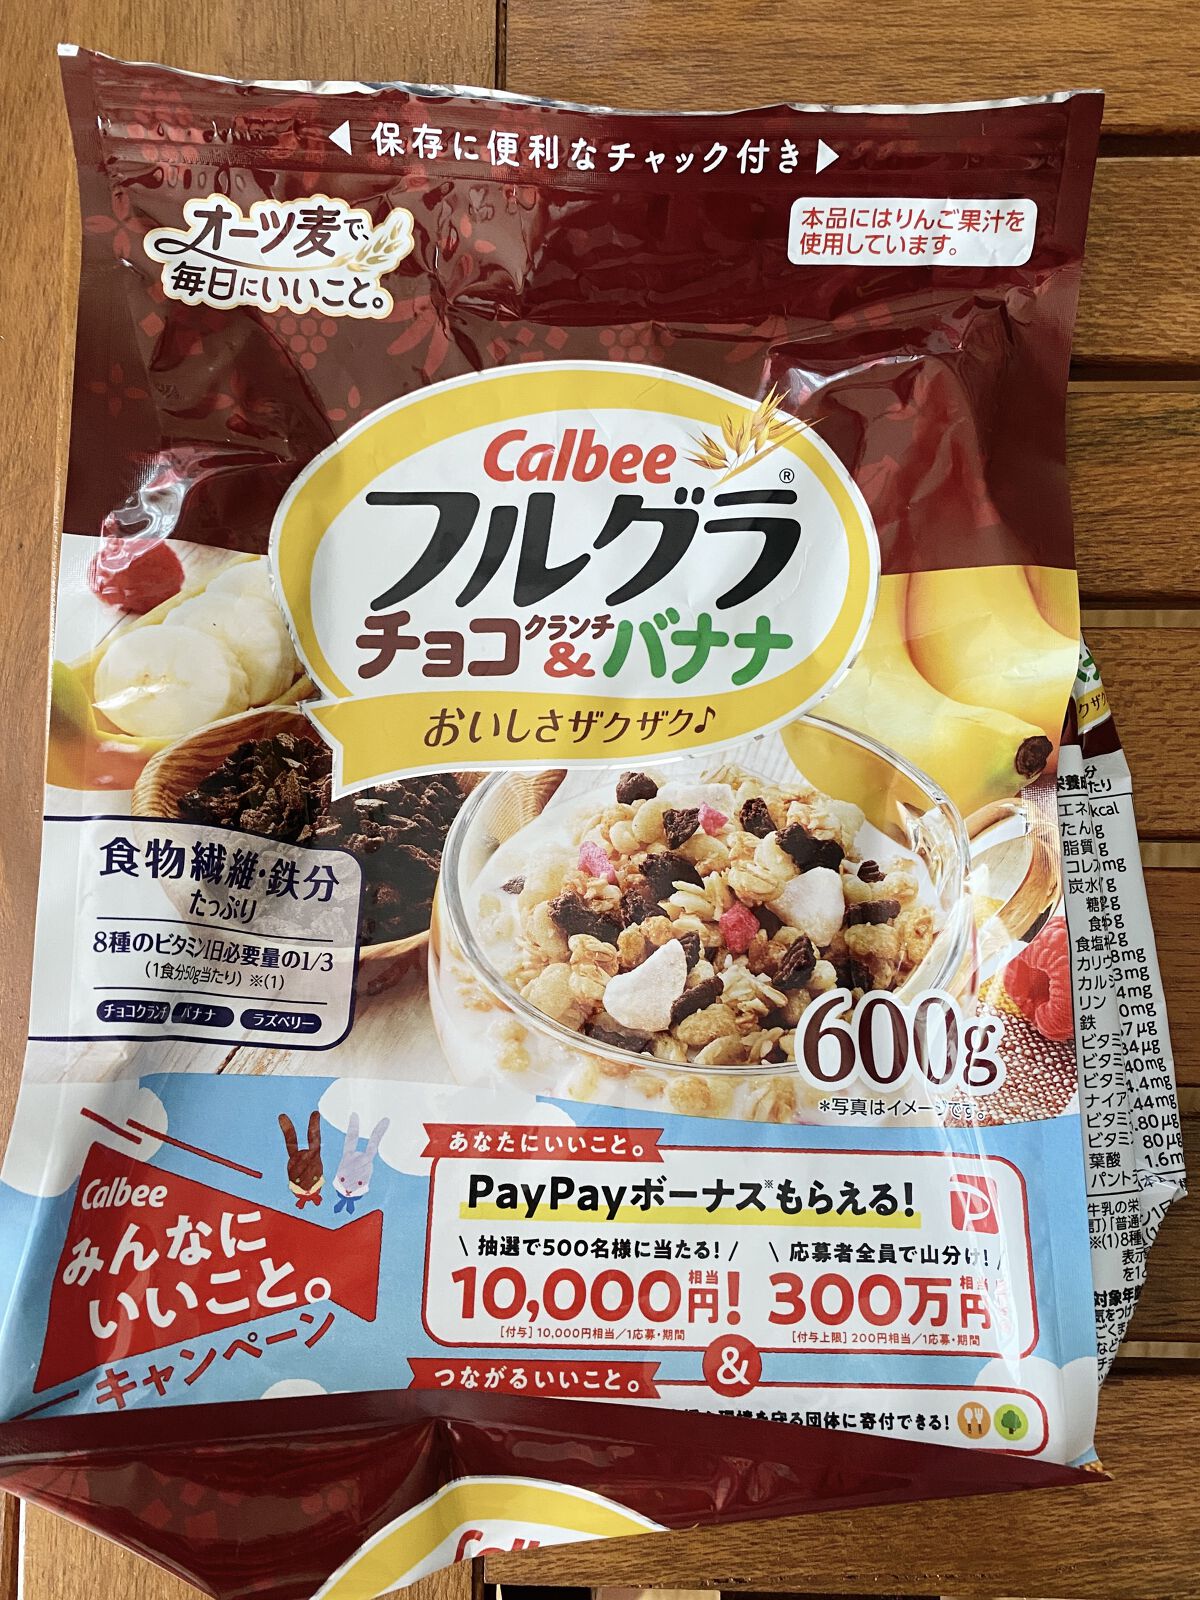 ◀ 保存に便利なチャック付き ▶
オーツ麦で、
毎日にいいこと。
本品にはりんご果汁を
使用しています。
Calbee
フルグラ®
チョコクランチ&バナナ
おいしさザクザク♪
食物繊維・鉄分
たっぷり
8種のビタミン1日必要量の1/3
(1食分50g当たり) ※(1)
チョコクランチ バナナ ラズベリー
600g
*写真はイメージです。
Calbee
みんなに
いいこと。
キャンペーン
あなたにいいこと。
PayPayボーナス※もらえる!
\ 抽選で500名様に当たる! /
10,000円相当!
[付与] 10,000円相当/1応募・期間
\ 応募者全員で山分け! /
300万円相当
[付与上限] 200円相当/1応募・期間
&
つながるいいこと。
環境を守る団体に寄付できる!
kcal
脂質 g
リン
鉄
葉酸